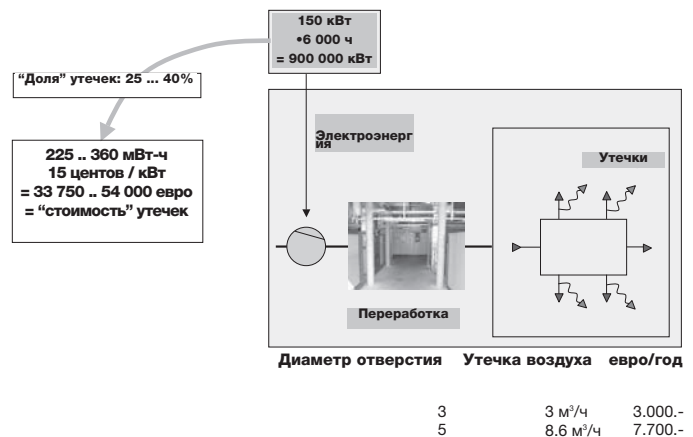 150 кВт
•6 000 ч
= 900 000 кВт
“Доля” утечек: 25 ... 40%
225 .. 360 мВт-ч
15 центов / кВт
= 33 750 .. 54 000 евро
= “стоимость” утечек
Электроэнерг
ия
Утечки
Переработка
Диаметр отверстия Утечка воздуха евро/год
3 3 м³/ч 3.000.-
5 8.6 м³/ч 7.700.-